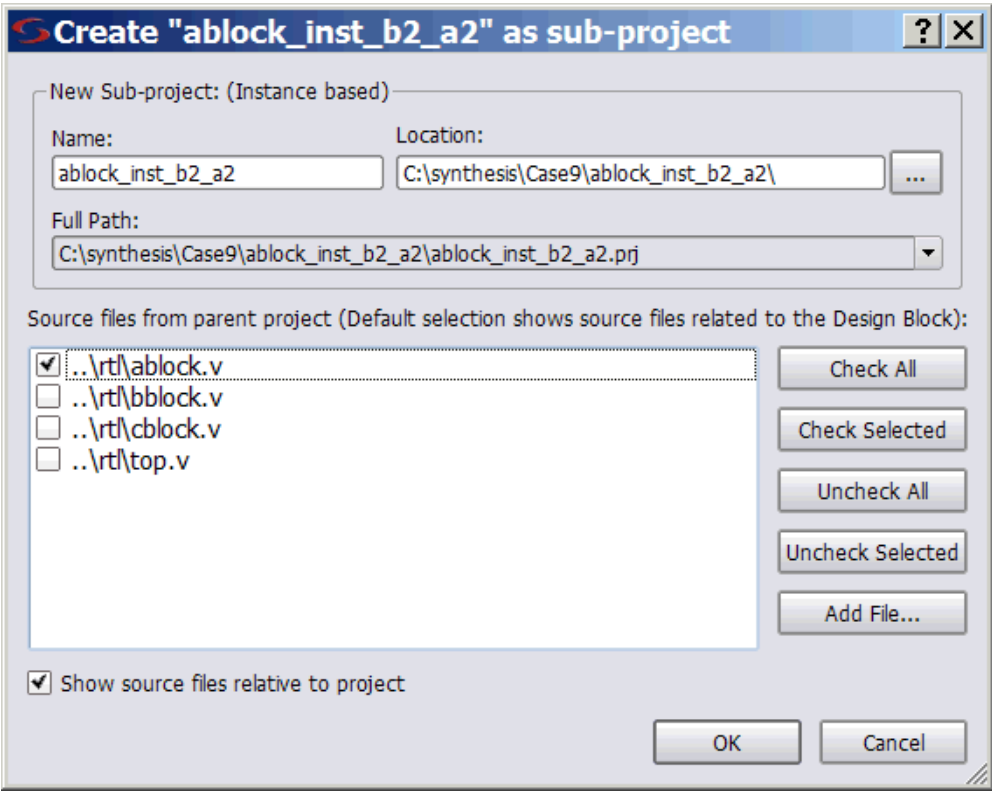 Create "ablock_inst_b2_a2" as sub-project
New Sub-project: (Instance based)
Name:
Location:
ablock_inst_b2_a2
C:\synthesis\Case9\ablock_inst_b2_a2\
...
Full Path:
C:\synthesis\Case9\ablock_inst_b2_a2\ablock_inst_b2_a2.prj
Source files from parent project (Default selection shows source files related to the Design Block):
..\rtl\ablock.v
..\rtl\bblock.v
..\rtl\cblock.v
..\rtl\top.v
Check All
Check Selected
Uncheck All
Uncheck Selected
Add File...
Show source files relative to project
OK
Cancel